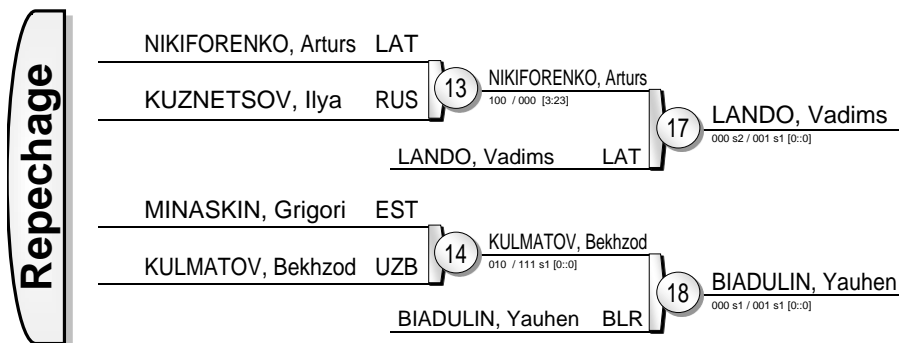 Repechage
NIKIFORENKO, Arturs LAT
KUZNETSOV, Ilya RUS
13
NIKIFORENKO, Arturs
100 / 000 [3:23]
LANDO, Vadims LAT
17
LANDO, Vadims
000 s2 / 001 s1 [0::0]
MINASKIN, Grigori EST
KULMATOV, Bekhzod UZB
14
KULMATOV, Bekhzod
010 / 111 s1 [0::0]
BIADULIN, Yauhen BLR
18
BIADULIN, Yauhen
000 s1 / 001 s1 [0::0]